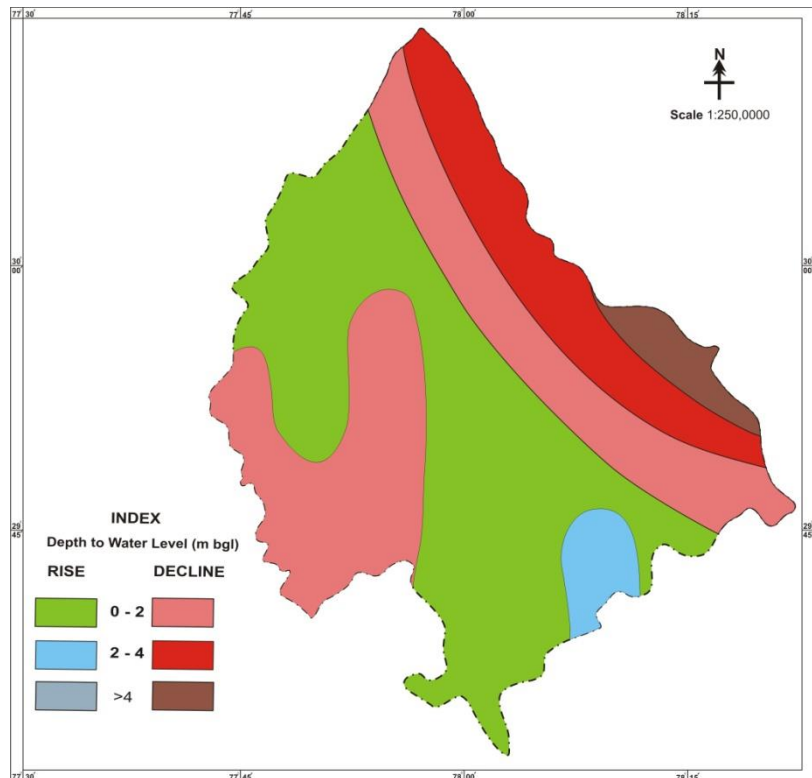 77° 30′
77° 45′
78° 00′
78° 15′
N
Scale 1:250,0000
30
00
30
00
29
45
29
45
INDEX
Depth to Water Level (m bgl)
RISE DECLINE
0 - 2
2 - 4
>4
77° 30′
77° 45′
78° 00′
78° 15′